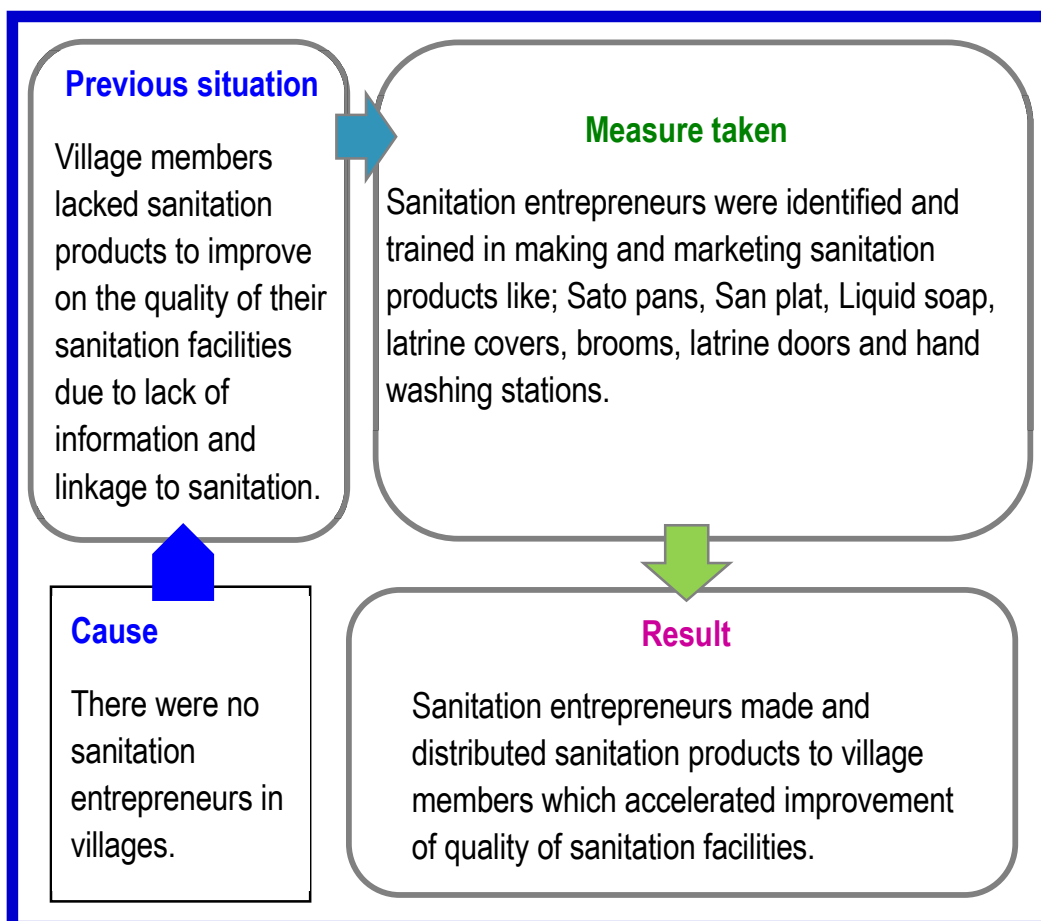 Previous situation
Village members
lacked sanitation
products to improve
on the quality of their
sanitation facilities
due to lack of
information and
linkage to sanitation.
Measure taken
Sanitation entrepreneurs were identified and
trained in making and marketing sanitation
products like; Sato pans, San plat, Liquid soap,
latrine covers, brooms, latrine doors and hand
washing stations.
Cause
There were no
sanitation
entrepreneurs in
villages.
Result
Sanitation entrepreneurs made and
distributed sanitation products to village
members which accelerated improvement
of quality of sanitation facilities.